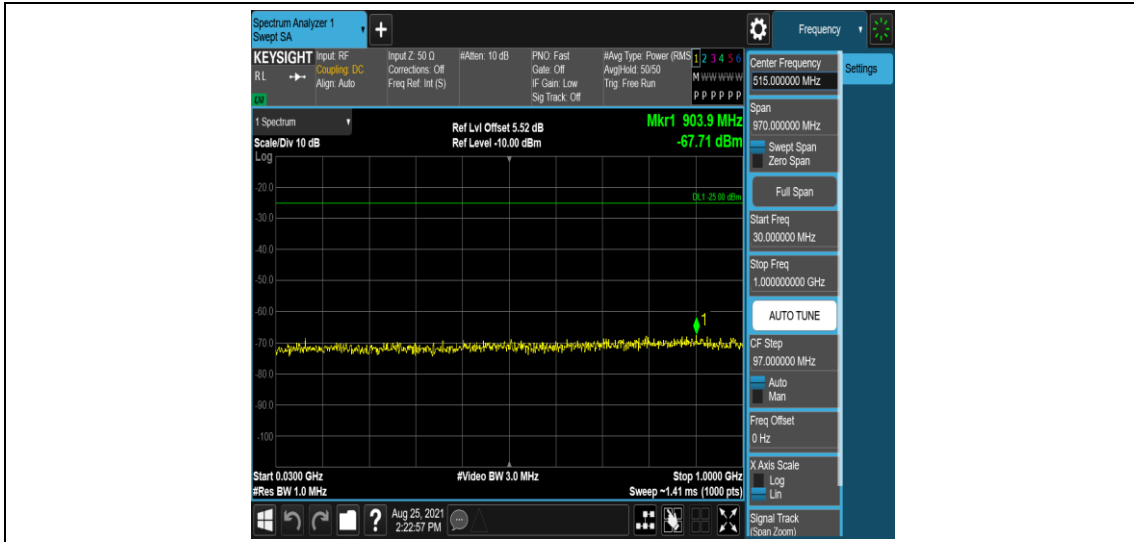 Spectrum Analyzer 1
Swept SA
Frequency
KEYSIGHT
RL
Input: RF
Coupling: DC
Align: Auto
Input Z: 50 Ω
Corrections: Off
Freq Ref: Int (S)
#Atten: 10 dB
PNO: Fast
Gate: Off
IF Gain: Low
Sig Track: Off
#Avg Type: Power (RMS
Avg|Hold: 50/50
Trig: Free Run
1 2 3 4 5 6
M W W W W W
P P P P P P
1 Spectrum
Scale/Div 10 dB
Log
Ref Lvl Offset 5.52 dB
Ref Level -10.00 dBm
Mkr1 903.9 MHz
-67.71 dBm
DL1 -25.00 dBm
-20.0
-30.0
-40.0
-50.0
-60.0
-70.0
-80.0
-90.0
-100
1
Start 0.0300 GHz
#Res BW 1.0 MHz
#Video BW 3.0 MHz
Stop 1.0000 GHz
Sweep ~1.41 ms (1000 pts)
Aug 25, 2021
2:22:57 PM
Center Frequency
515.000000 MHz
Settings
Span
970.000000 MHz
Swept Span
Zero Span
Full Span
Start Freq
30.000000 MHz
Stop Freq
1.000000000 GHz
AUTO TUNE
CF Step
97.000000 MHz
Auto
Man
Freq Offset
0 Hz
X Axis Scale
Log
Lin
Signal Track
(Span Zoom)